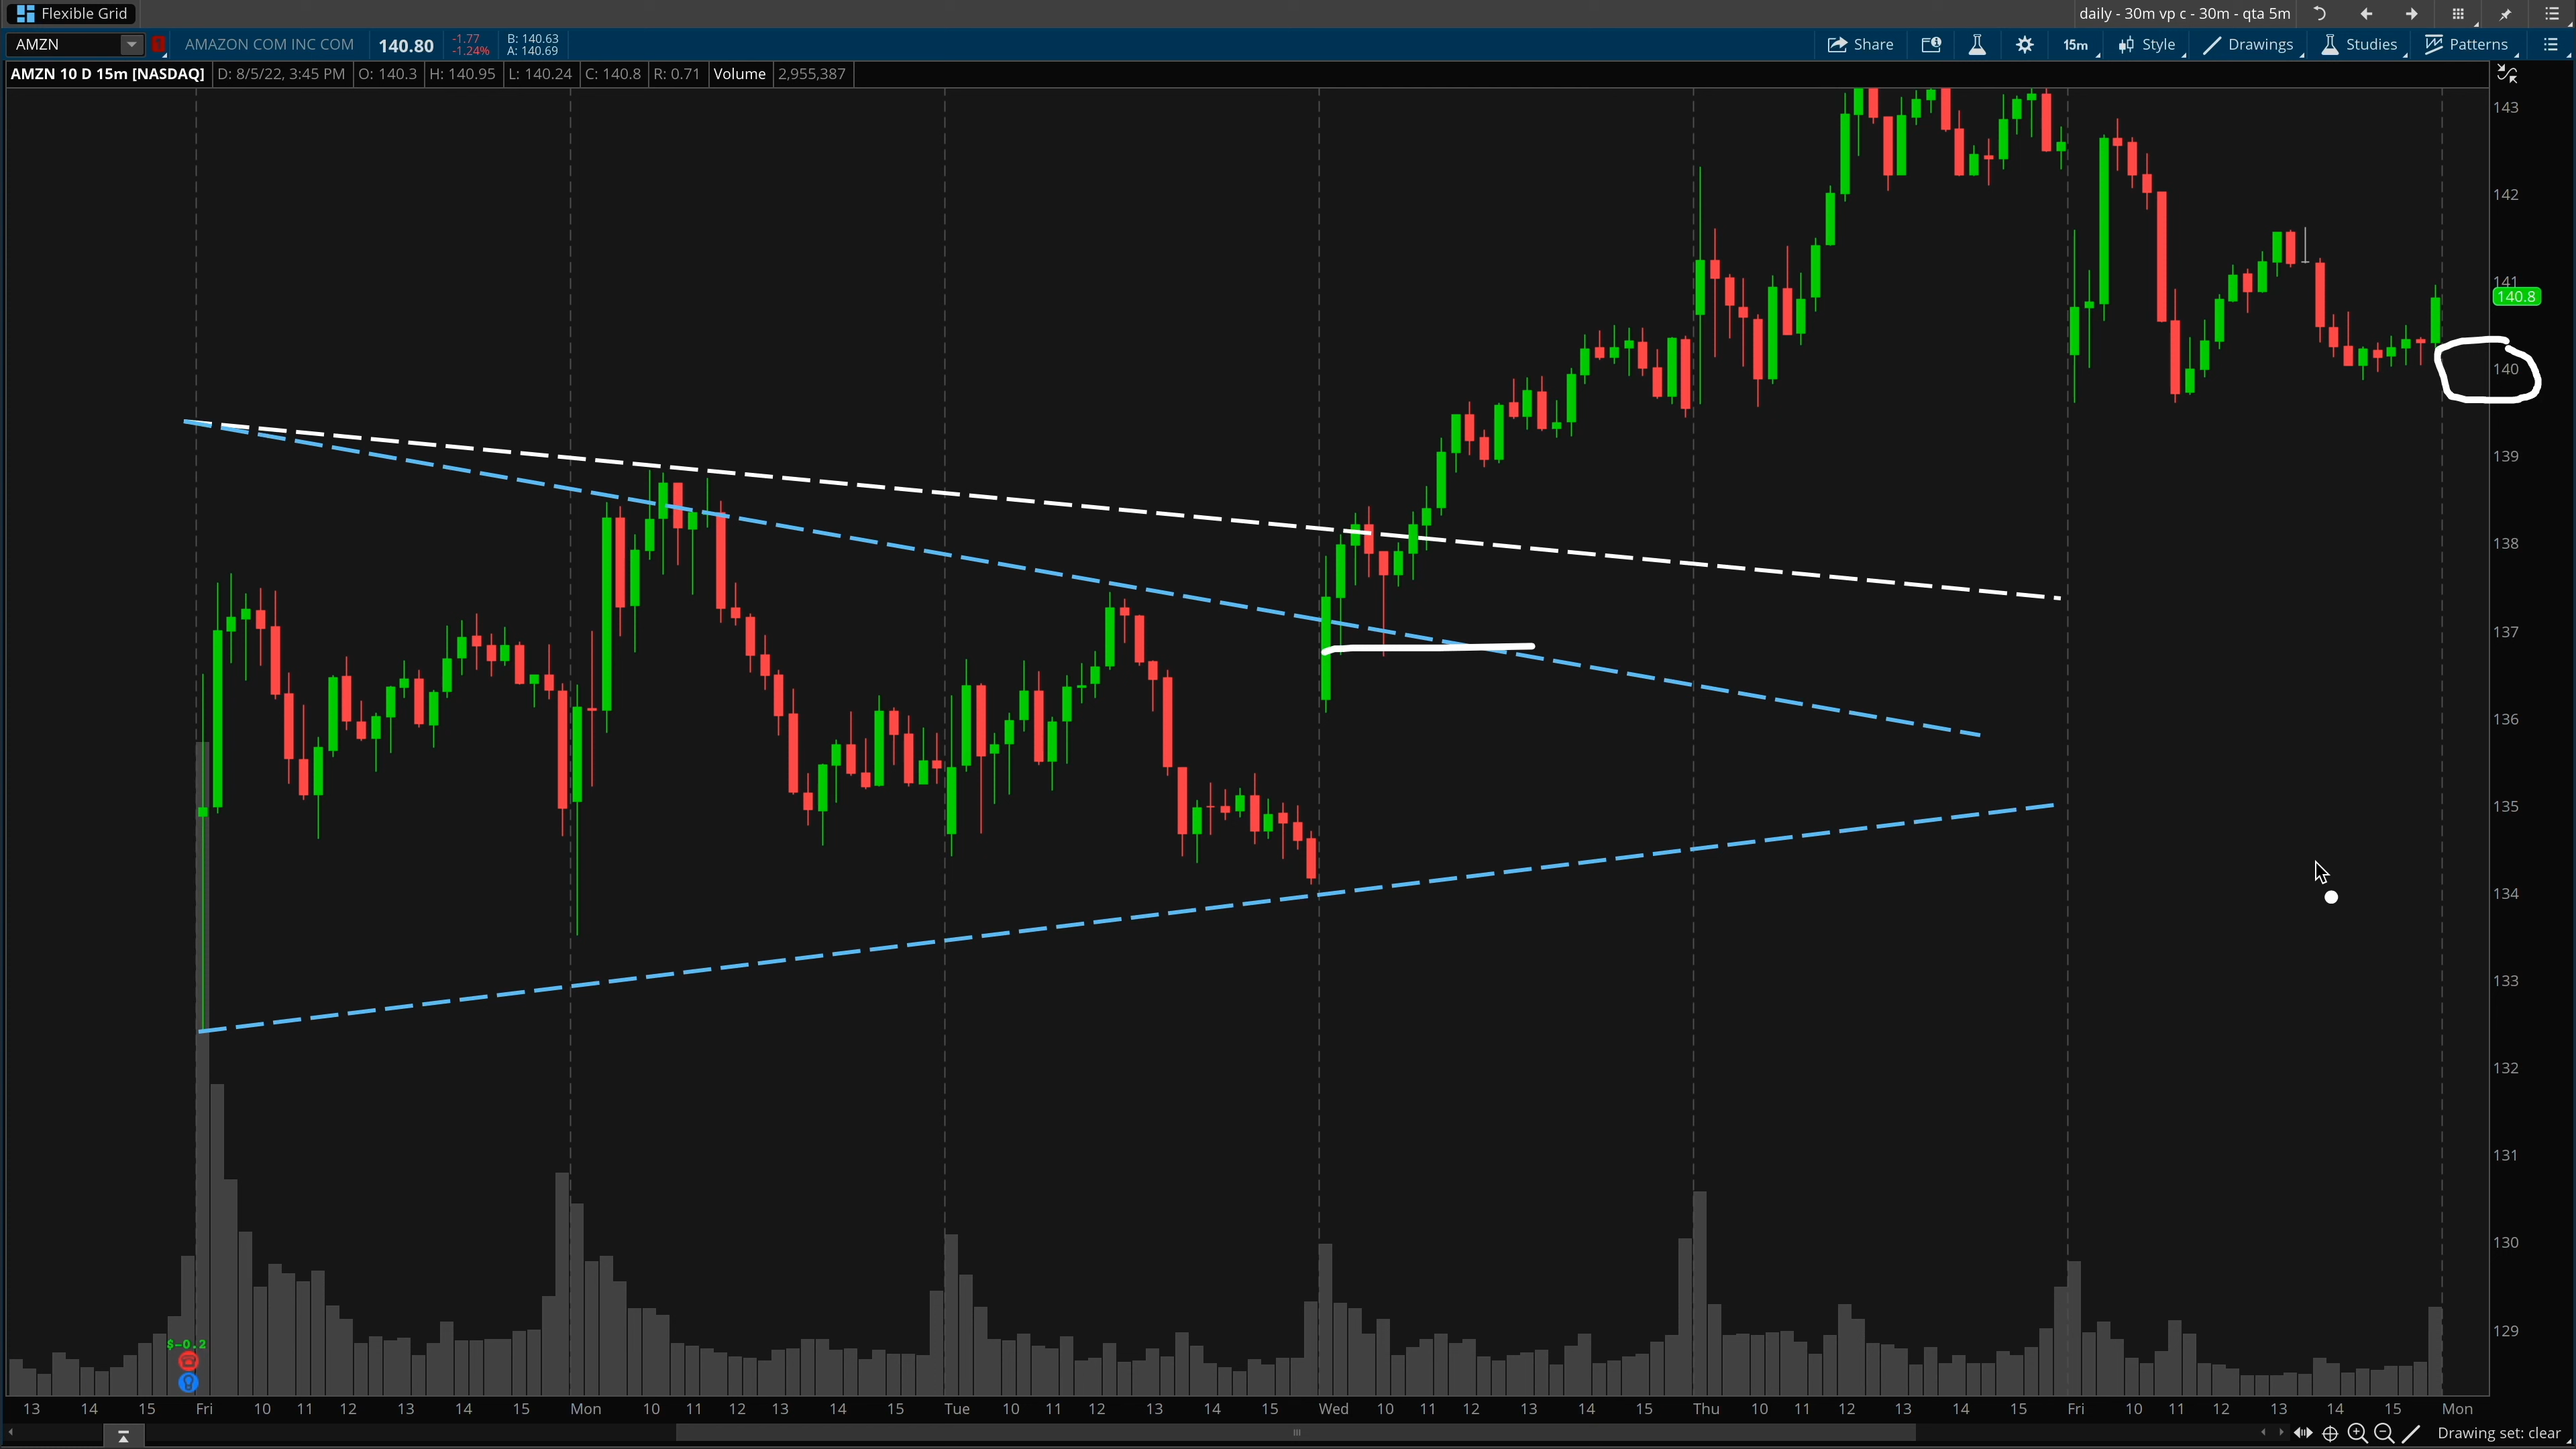 Flexible Grid daily - 30m vp c - 30m - qta 5m
AMZN 1 AMAZON COM INC COM 140.80 -1.77 B: 140.63 Share 15m Style Drawings Studies Patterns
-1.24% A: 140.69
AMZN 10 D 15m [NASDAQ] D: 8/5/22, 3:45 PM O: 140.3 H: 140.95 L: 140.24 C: 140.8 R: 0.71 Volume 2,955,387
143
142
141
140.8
140
139
138
137
136
135
134
133
132
131
130
129
$-0.2
13 14 15 Fri 10 11 12 13 14 15 Mon 10 11 12 13 14 15 Tue 10 11 12 13 14 15 Wed 10 11 12 13 14 15 Thu 10 11 12 13 14 15 Fri 10 11 12 13 14 15 Mon
Drawing set: clear